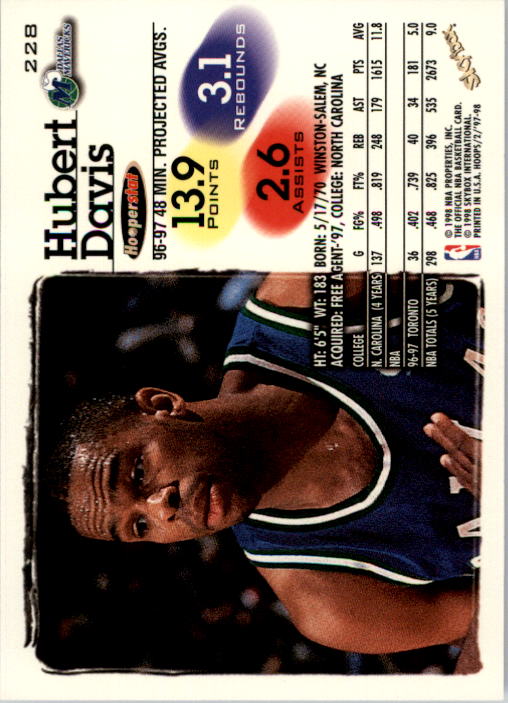 228
DALLAS
MAVERICKS
Hubert
Davis
Hooperstat
96-97 48 MIN. PROJECTED AVGS.
13.9
POINTS
3.1
REBOUNDS
2.6
ASSISTS
HT: 6'5" WT: 183 BORN: 5/17/70 WINSTON-SALEM, NC
ACQUIRED: FREE AGENT-'97, COLLEGE: NORTH CAROLINA
COLLEGE G FG% FT% REB AST PTS AVG
N. CAROLINA (4 YEARS) 137 .498 .819 248 179 1615 11.8
NBA
96-97 TORONTO 36 .402 .739 40 34 181 5.0
NBA TOTALS (5 YEARS) 298 .468 .825 396 535 2673 9.0
NBA
© 1998 NBA PROPERTIES, INC.
THE OFFICIAL NBA BASKETBALL CARD.
© 1998 SKYBOX INTERNATIONAL.
PRINTED IN U.S.A. HOOPS/2/97-98
SkyBox